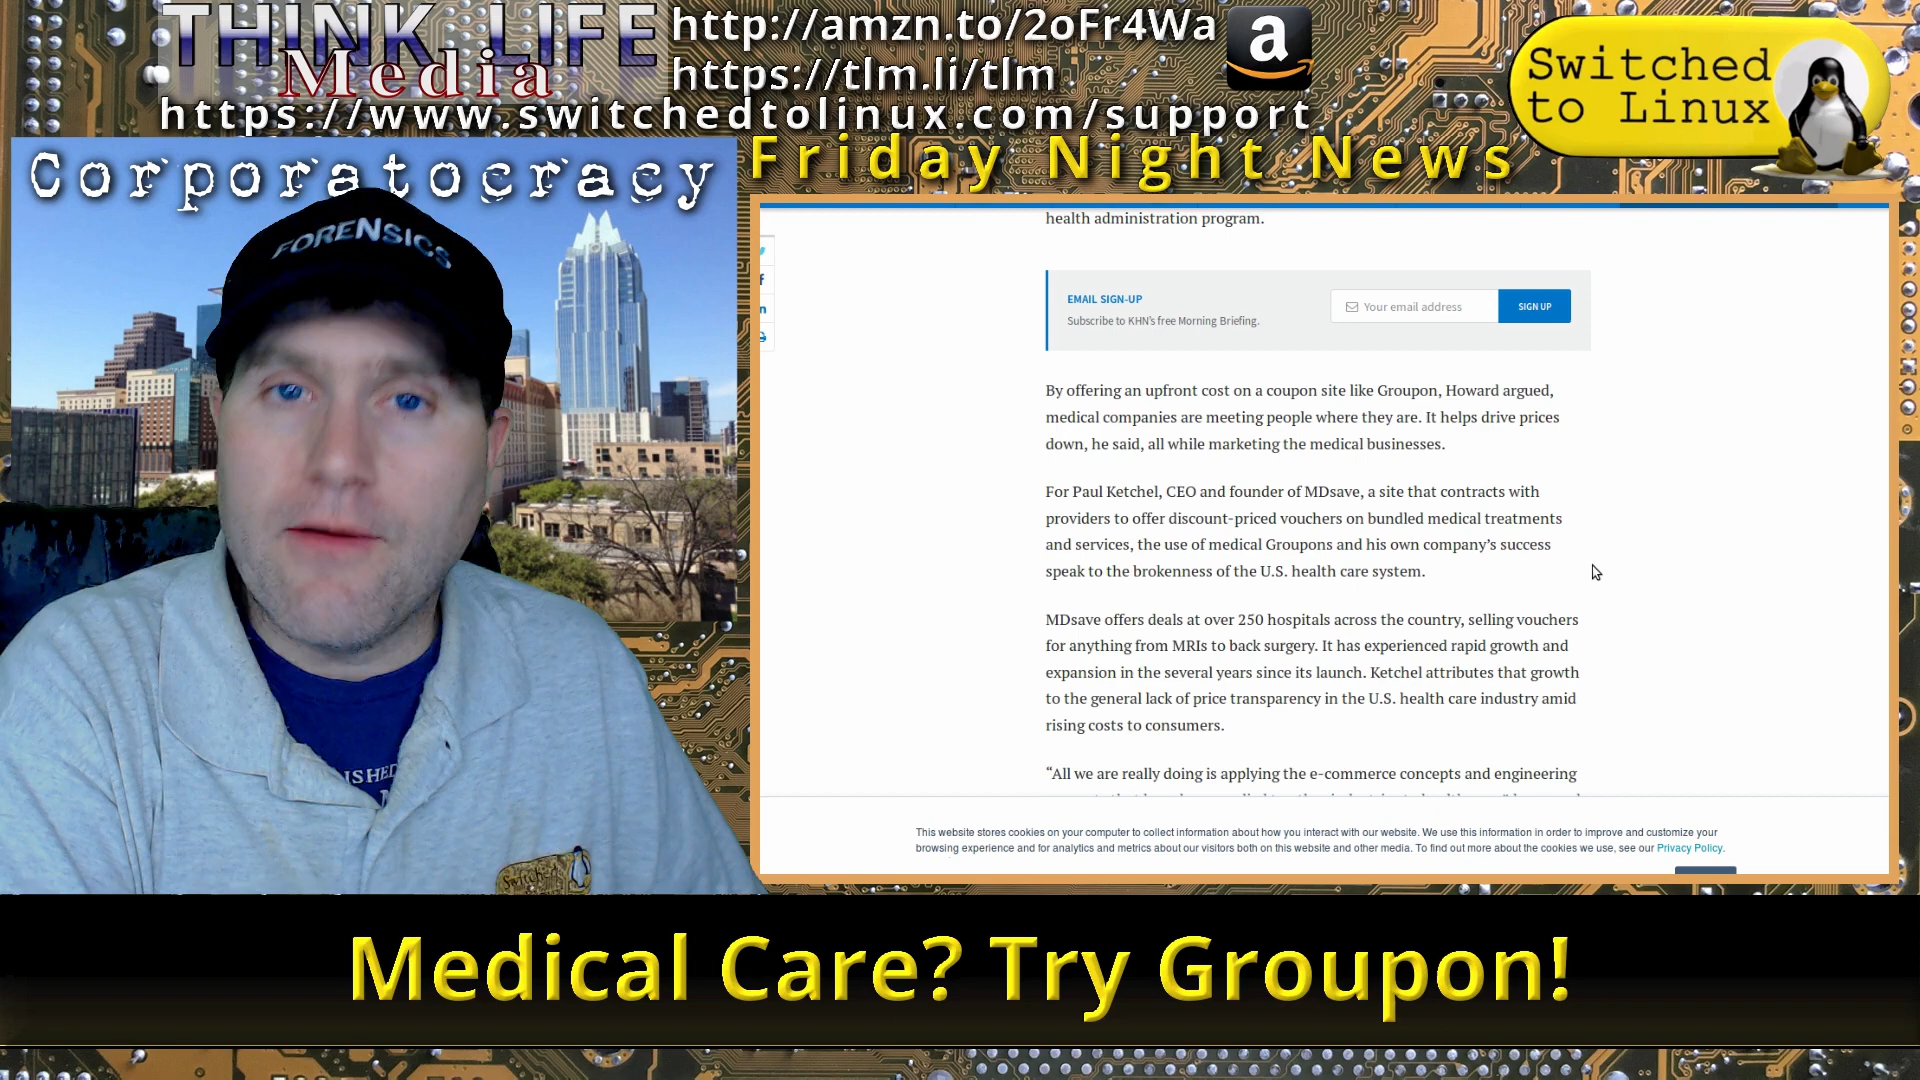 THINK LIFE
Media
http://amzn.to/2oFr4Wa
https://tlm.li/tlm
https://www.switchedtolinux.com/support
a
Switched
to Linux
Friday Night News
Corporatocracy
FORENSICS
health administration program.
EMAIL SIGN-UP
Subscribe to KHN's free Morning Briefing.
Your email address
SIGN UP
By offering an upfront cost on a coupon site like Groupon, Howard argued,
medical companies are meeting people where they are. It helps drive prices
down, he said, all while marketing the medical businesses.
For Paul Ketchel, CEO and founder of MDsave, a site that contracts with
providers to offer discount-priced vouchers on bundled medical treatments
and services, the use of medical Groupons and his own company’s success
speak to the brokenness of the U.S. health care system.
MDsave offers deals at over 250 hospitals across the country, selling vouchers
for anything from MRIs to back surgery. It has experienced rapid growth and
expansion in the several years since its launch. Ketchel attributes that growth
to the general lack of price transparency in the U.S. health care industry amid
rising costs to consumers.
“All we are really doing is applying the e-commerce concepts and engineering
This website stores cookies on your computer to collect information about how you interact with our website. We use this information in order to improve and customize your
browsing experience and for analytics and metrics about our visitors both on this website and other media. To find out more about the cookies we use, see our Privacy Policy.
Switched
Medical Care? Try Groupon!